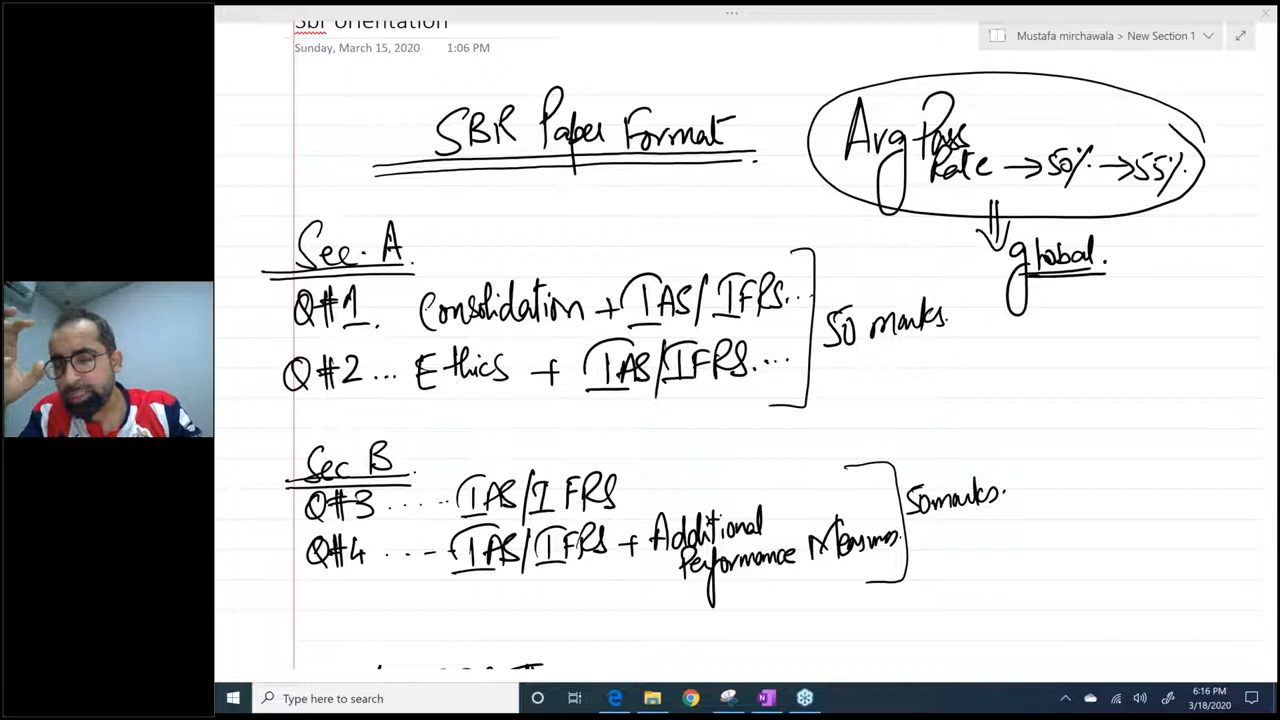 Sbr orientation
Sunday, March 15, 2020 1:06 PM
Mustafa mirchawala > New Section 1
SBR Paper Format
Avg Pass
Rate → 50% → 55%
global.
Sec. A
Q#1. Consolidation + IAS/IFRS...
Q#2 ... Ethics + IAS/IFRS...
50 marks.
Sec B
Q#3 ..... IAS/IFRS
Q#4 ... - IAS/IFRS + Additional
Performance Measures.
50 marks.
Type here to search
6:16 PM
3/18/2020